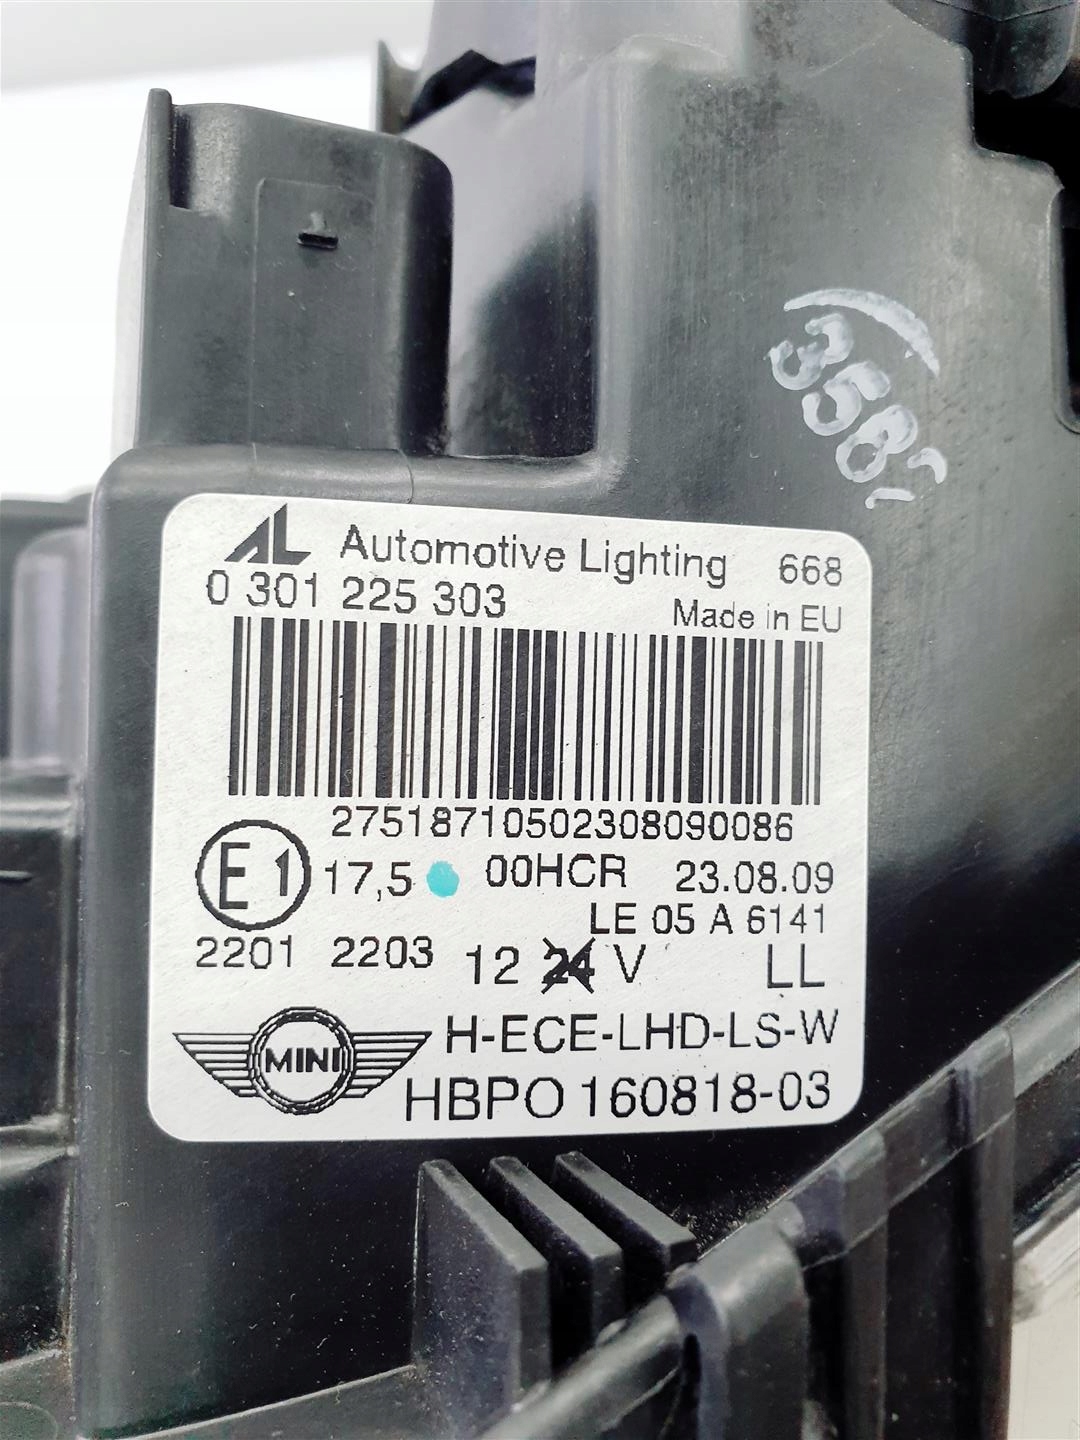 358
AL Automotive Lighting 668
0 301 225 303
Made in EU
27518710502308090086
E1 17,5 00HCR 23.08.09
LE 05 A 6141
2201 2203 12 24 V LL
MINI H-ECE-LHD-LS-W
HBPO 160818-03